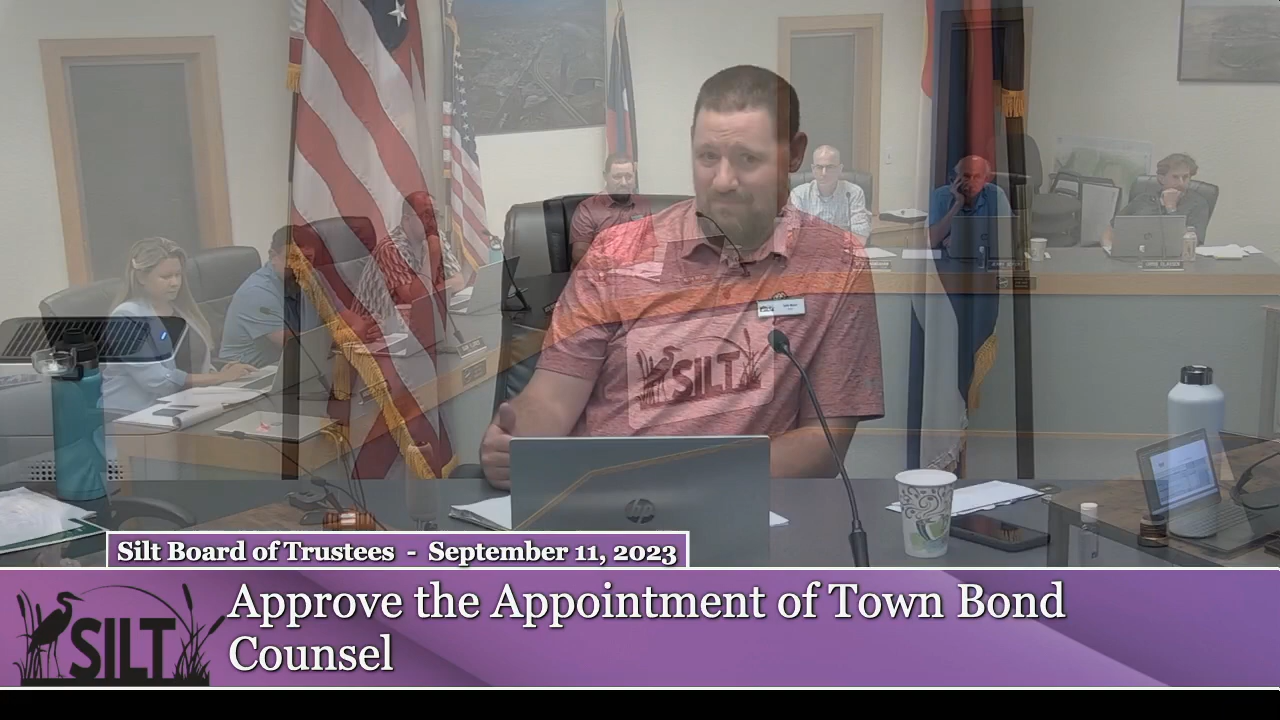 SILT
hp
Silt Board of Trustees - September 11, 2023
SILT
Approve the Appointment of Town Bond
Counsel